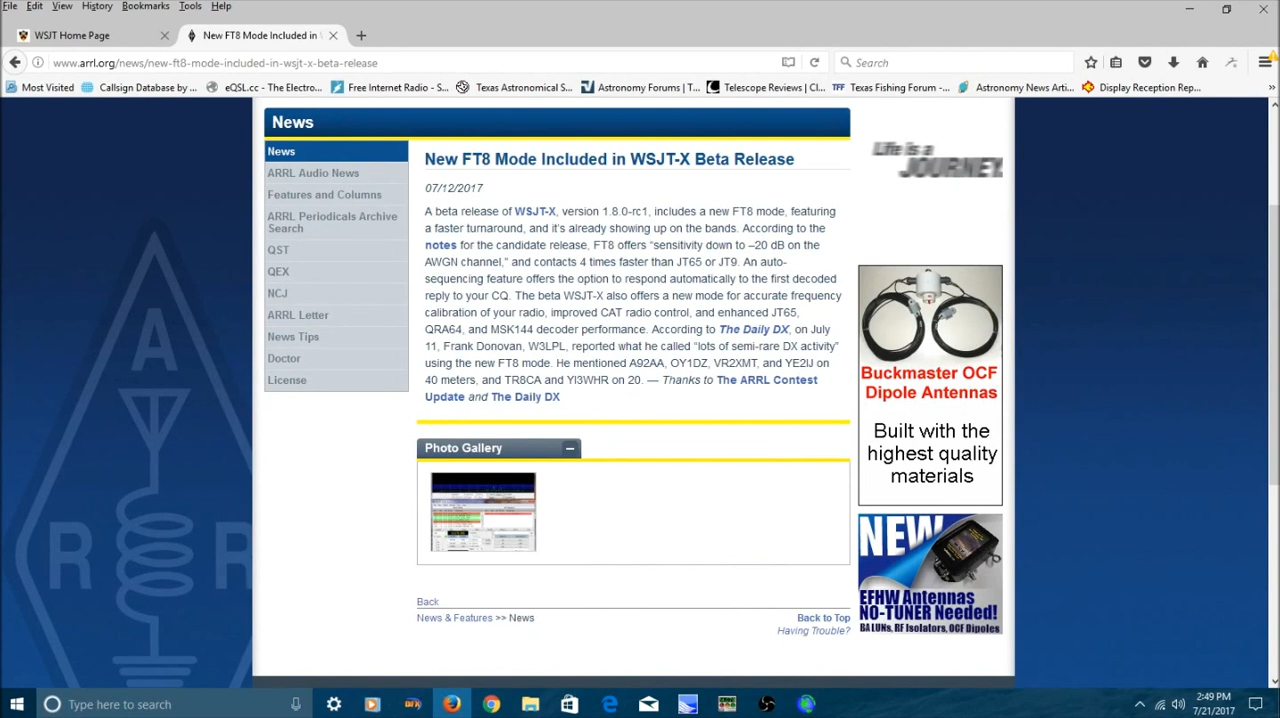 File Edit View History Bookmarks Tools Help
WSJT Home Page
New FT8 Mode Included in
www.arrl.org/news/new-ft8-mode-included-in-wsjt-x-beta-release
Search
Most Visited Callsign Database by ... eQSL.cc - The Electro... Free Internet Radio - S... Texas Astronomical S... Astronomy Forums | T... Telescope Reviews | Cl... TFF Texas Fishing Forum -... Astronomy News Arti... Display Reception Rep...
News
News
ARRL Audio News
Features and Columns
ARRL Periodicals Archive
Search
QST
QEX
NCJ
ARRL Letter
News Tips
Doctor
License
New FT8 Mode Included in WSJT-X Beta Release
07/12/2017
A beta release of WSJT-X, version 1.8.0-rc1, includes a new FT8 mode, featuring
a faster turnaround, and it's already showing up on the bands. According to the
notes for the candidate release, FT8 offers “sensitivity down to –20 dB on the
AWGN channel,” and contacts 4 times faster than JT65 or JT9. An auto-
sequencing feature offers the option to respond automatically to the first decoded
reply to your CQ. The beta WSJT-X also offers a new mode for accurate frequency
calibration of your radio, improved CAT radio control, and enhanced JT65,
QRA64, and MSK144 decoder performance. According to The Daily DX, on July
11, Frank Donovan, W3LPL, reported what he called “lots of semi-rare DX activity”
using the new FT8 mode. He mentioned A92AA, OY1DZ, VR2XMT, and YE2IJ on
40 meters, and TR8CA and YI3WHR on 20. — Thanks to The ARRL Contest
Update and The Daily DX
Photo Gallery
Back
News & Features >> News
Back to Top
Having Trouble?
Life is a
JOURNEY
Buckmaster OCF
Dipole Antennas
Built with the
highest quality
materials
NEW
EFHW Antennas
NO-TUNER Needed!
BALUNS, RF Isolators, OCF Dipoles
A
R R
Type here to search
2:49 PM
7/21/2017